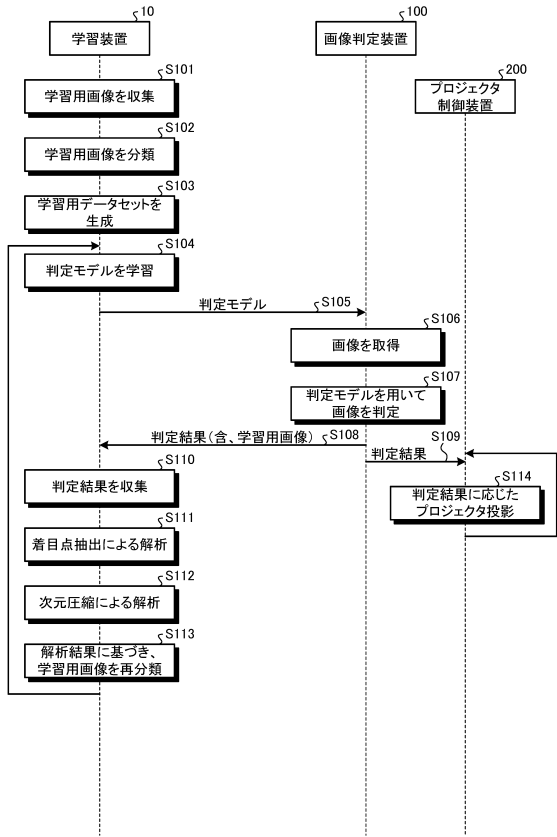 10
学習装置
100
画像判定装置
200
プロジェクタ
制御装置
S101
学習用画像を収集
S102
学習用画像を分類
S103
学習用データセットを
生成
S104
判定モデルを学習
判定モデル
S105
S106
画像を取得
S107
判定モデルを用いて
画像を判定
判定結果(含、学習用画像)
S108
S109
判定結果
S110
判定結果を収集
S114
判定結果に応じた
プロジェクタ投影
S111
着目点抽出による解析
S112
次元圧縮による解析
S113
解析結果に基づき、
学習用画像を再分類